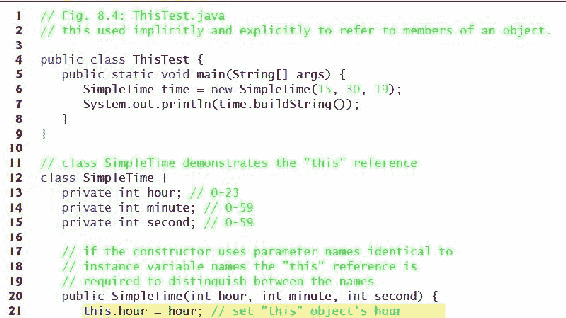 1 // Fig. 8.4: ThisTest.java
2 // this used implicitly and explicitly to refer to members of an object.
3
4 public class ThisTest {
5 public static void main(String[] args) {
6 SimpleTime time = new SimpleTime(15, 30, 19);
7 System.out.println(time.buildString());
8 }
9 }
10
11 // class SimpleTime demonstrates the "this" reference
12 class SimpleTime {
13 private int hour; // 0-23
14 private int minute; // 0-59
15 private int second; // 0-59
16
17 // if the constructor uses parameter names identical to
18 // instance variable names the "this" reference is
19 // required to distinguish between the names
20 public SimpleTime(int hour, int minute, int second) {
21 this.hour = hour; // set "this" object's hour